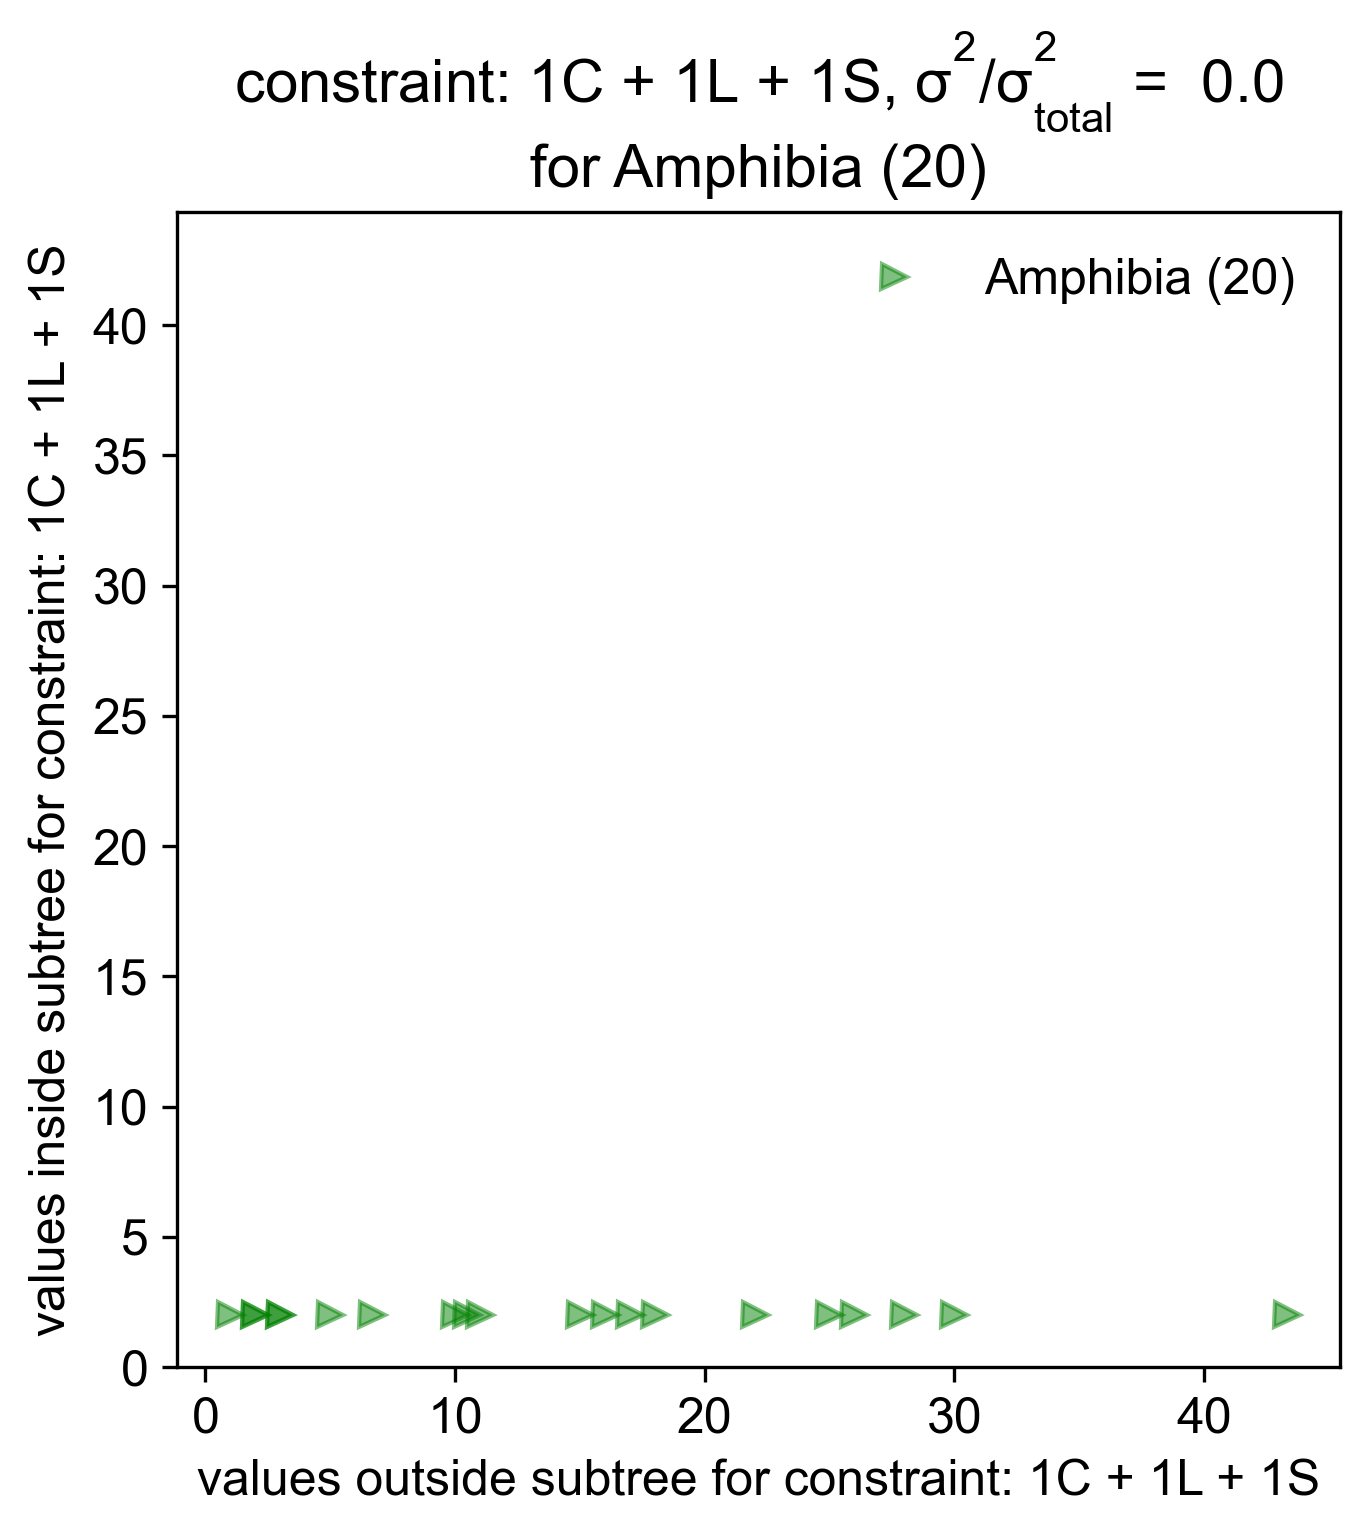 constraint: 1C + 1L + 1S, σ²/σ²total = 0.0
for Amphibia (20)
Amphibia (20)
values inside subtree for constraint: 1C + 1L + 1S
40
35
30
25
20
15
10
5
0
0 10 20 30 40
values outside subtree for constraint: 1C + 1L + 1S